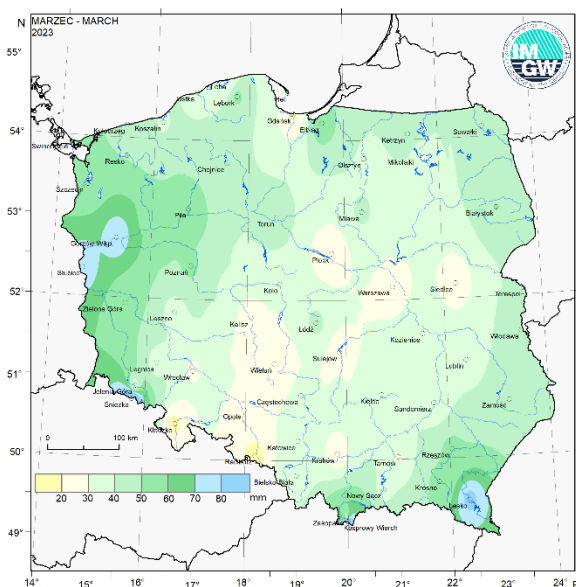 N
MARZEC - MARCH
2023
IM
GW
55°
Ustka
Łeba
Lębork
Hel
Gdańsk
Elbląg
Kołobrzeg
Koszalin
Kętrzyn
Suwałki
54°
Świnoujście
Resko
Chojnice
Olsztyn
Mikołajki
Szczecin
53°
Piła
Toruń
Mława
Białystok
Gorzów Wlkp.
Słubice
Poznań
Płock
Koło
Warszawa
Siedlce
Terespol
52°
Zielona Góra
Leszno
Kalisz
Łódź
Kozienice
Włodawa
Sulejów
Legnica
Wrocław
Wieluń
Lublin
51°
Jelenia Góra
Śnieżka
Opole
Częstochowa
Kielce
Sandomierz
Zamość
Kłodzko
0
100 km
Racibórz
Katowice
Kraków
Tarnów
Rzeszów
50°
Bielsko-Biała
Nowy Sącz
Krosno
Lesko
20 30 40 50 60 70 80 mm
Zakopane
Kasprowy Wierch
49°
14° 15° 16° 17° 18° 19° 20° 21° 22° 23° 24° E